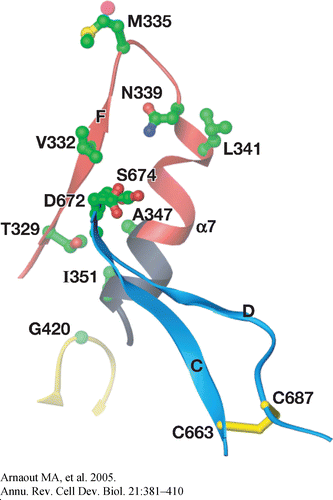 M335
N339
F
V332
L341
S674
D672
A347
T329
α7
I351
G420
D
C
C687
C663
Arnaout MA, et al. 2005.
Annu. Rev. Cell Dev. Biol. 21:381–410